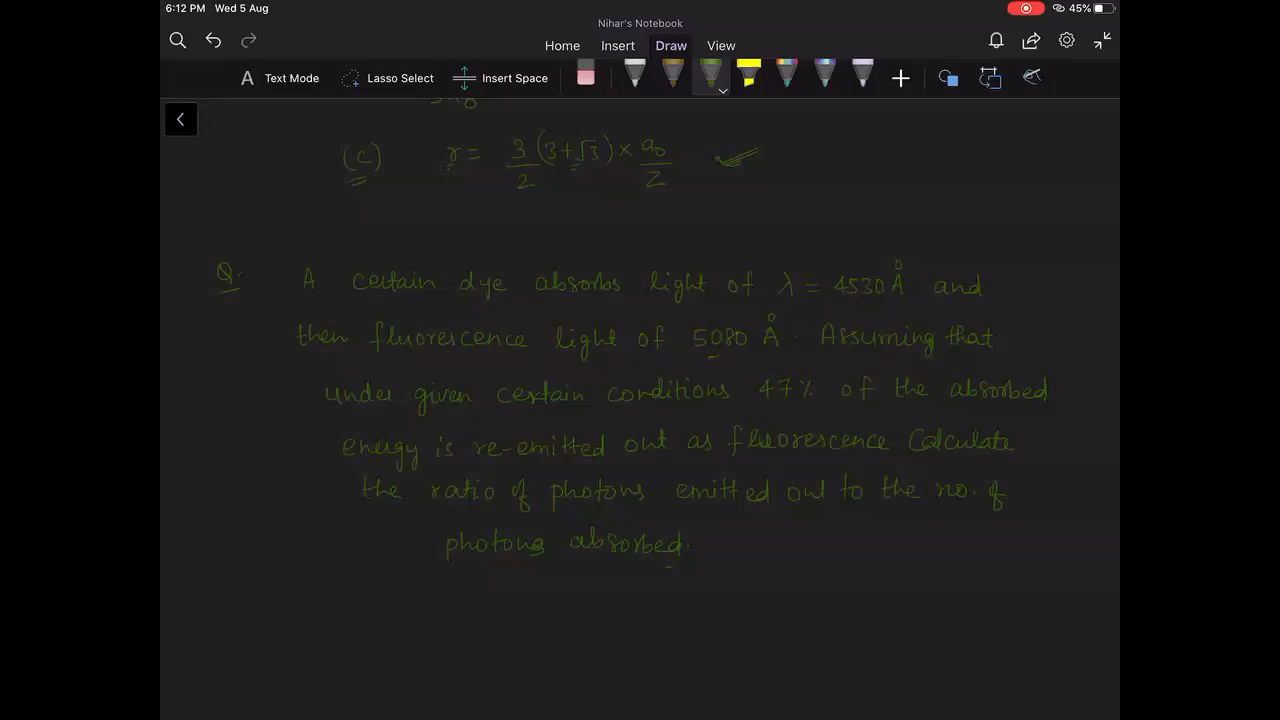 6:12 PM Wed 5 Aug
45%
Nihar's Notebook
Home Insert Draw View
A Text Mode Lasso Select Insert Space
(c) r = 3/2 (3+√3) × a₀/Z
Q. A certain dye absorbs light of λ = 4530 Å and
then fluorescence light of 5080 Å. Assuming that
under given certain conditions 47% of the absorbed
energy is re-emitted out as fluorescence Calculate
the ratio of photons emitted out to the no. of
photons absorbed.